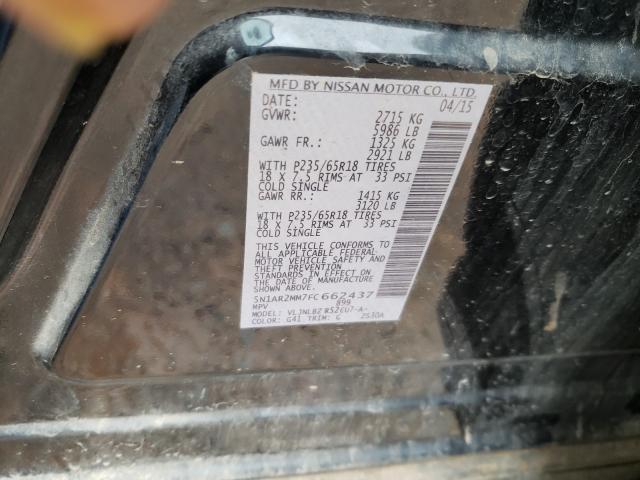 MFD BY NISSAN MOTOR CO., LTD.
DATE: 04/15
GVWR: 2715 KG
5986 LB
GAWR FR.: 1325 KG
2921 LB
WITH P235/65R18 TIRES
18 X 7.5 RIMS AT 33 PSI
COLD SINGLE
GAWR RR.: 1415 KG
3120 LB
WITH P235/65R18 TIRES
18 X 7.5 RIMS AT 33 PSI
COLD SINGLE
THIS VEHICLE CONFORMS TO
ALL APPLICABLE FEDERAL
MOTOR VEHICLE SAFETY AND
THEFT PREVENTION
STANDARDS IN EFFECT ON
THE DATE OF MANUFACTURE
SHOWN ABOVE.
5N1AR2MM7FC662437
MPV 899
MODEL:
COLOR: G41 TRIM: G 2530A